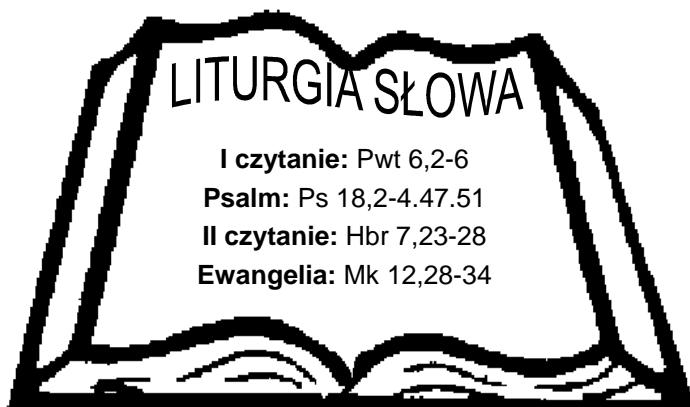 LITURGIA SŁOWA
I czytanie: Pwt 6,2-6
Psalm: Ps 18,2-4.47.51
II czytanie: Hbr 7,23-28
Ewangelia: Mk 12,28-34